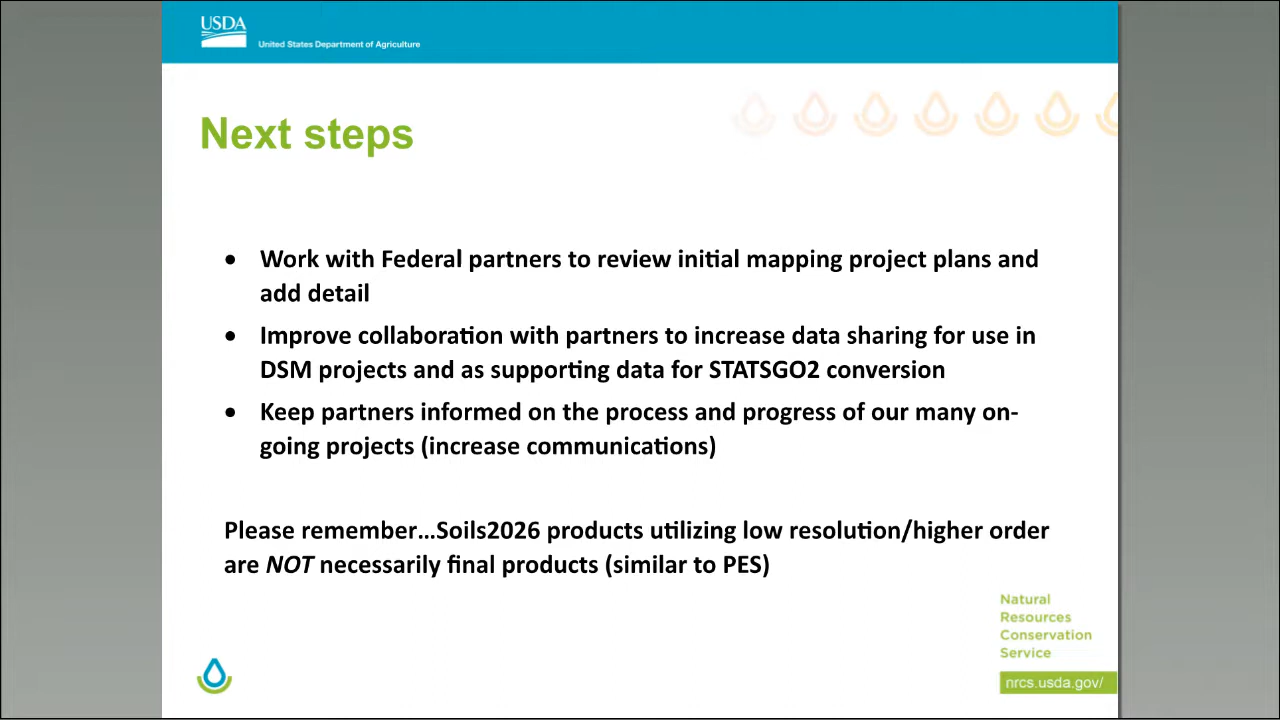 USDA
United States Department of Agriculture
Next steps
• Work with Federal partners to review initial mapping project plans and
add detail
• Improve collaboration with partners to increase data sharing for use in
DSM projects and as supporting data for STATSGO2 conversion
• Keep partners informed on the process and progress of our many on-
going projects (increase communications)
Please remember…Soils2026 products utilizing low resolution/higher order
are NOT necessarily final products (similar to PES)
Natural
Resources
Conservation
Service
nrcs.usda.gov/